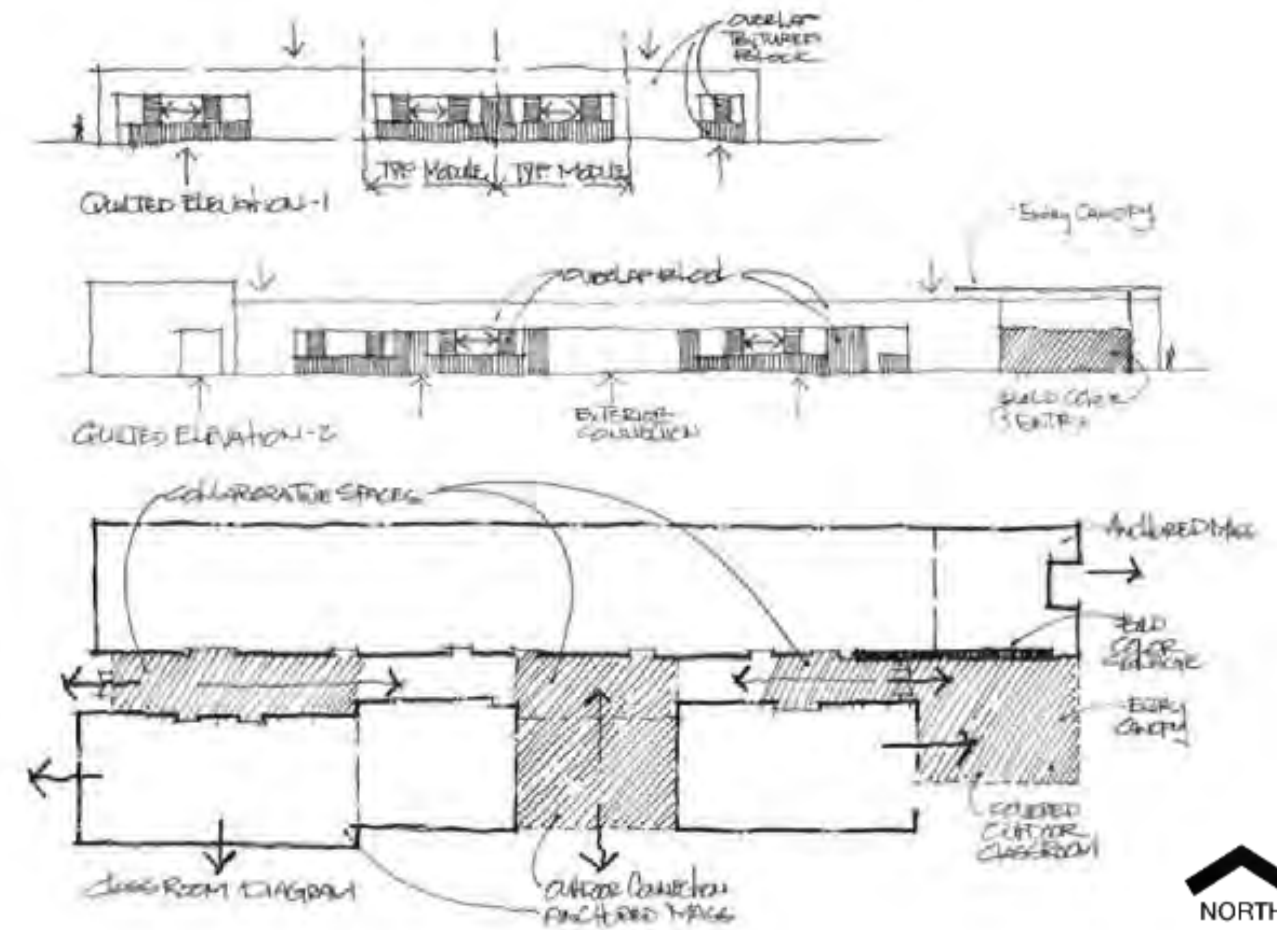 OVERLAP
TEXTURED
BLOCK
TYP MODULE
TYP MODULE
QUILTED ELEVATION-1
ENTRY CANOPY
OVERLAP BLOCK
EXTERIOR
CONNECTION
BOLD COLOR
ENTRY
QUILTED ELEVATION-2
COLLABORATIVE SPACES
ANCHORED MASS
BOLD
COLOR
ENTRY
CANOPY
COVERED
OUTDOOR
CLASSROOM
CLASSROOM DIAGRAM
OUTDOOR CONNECTION
ANCHORED MASS
NORTH